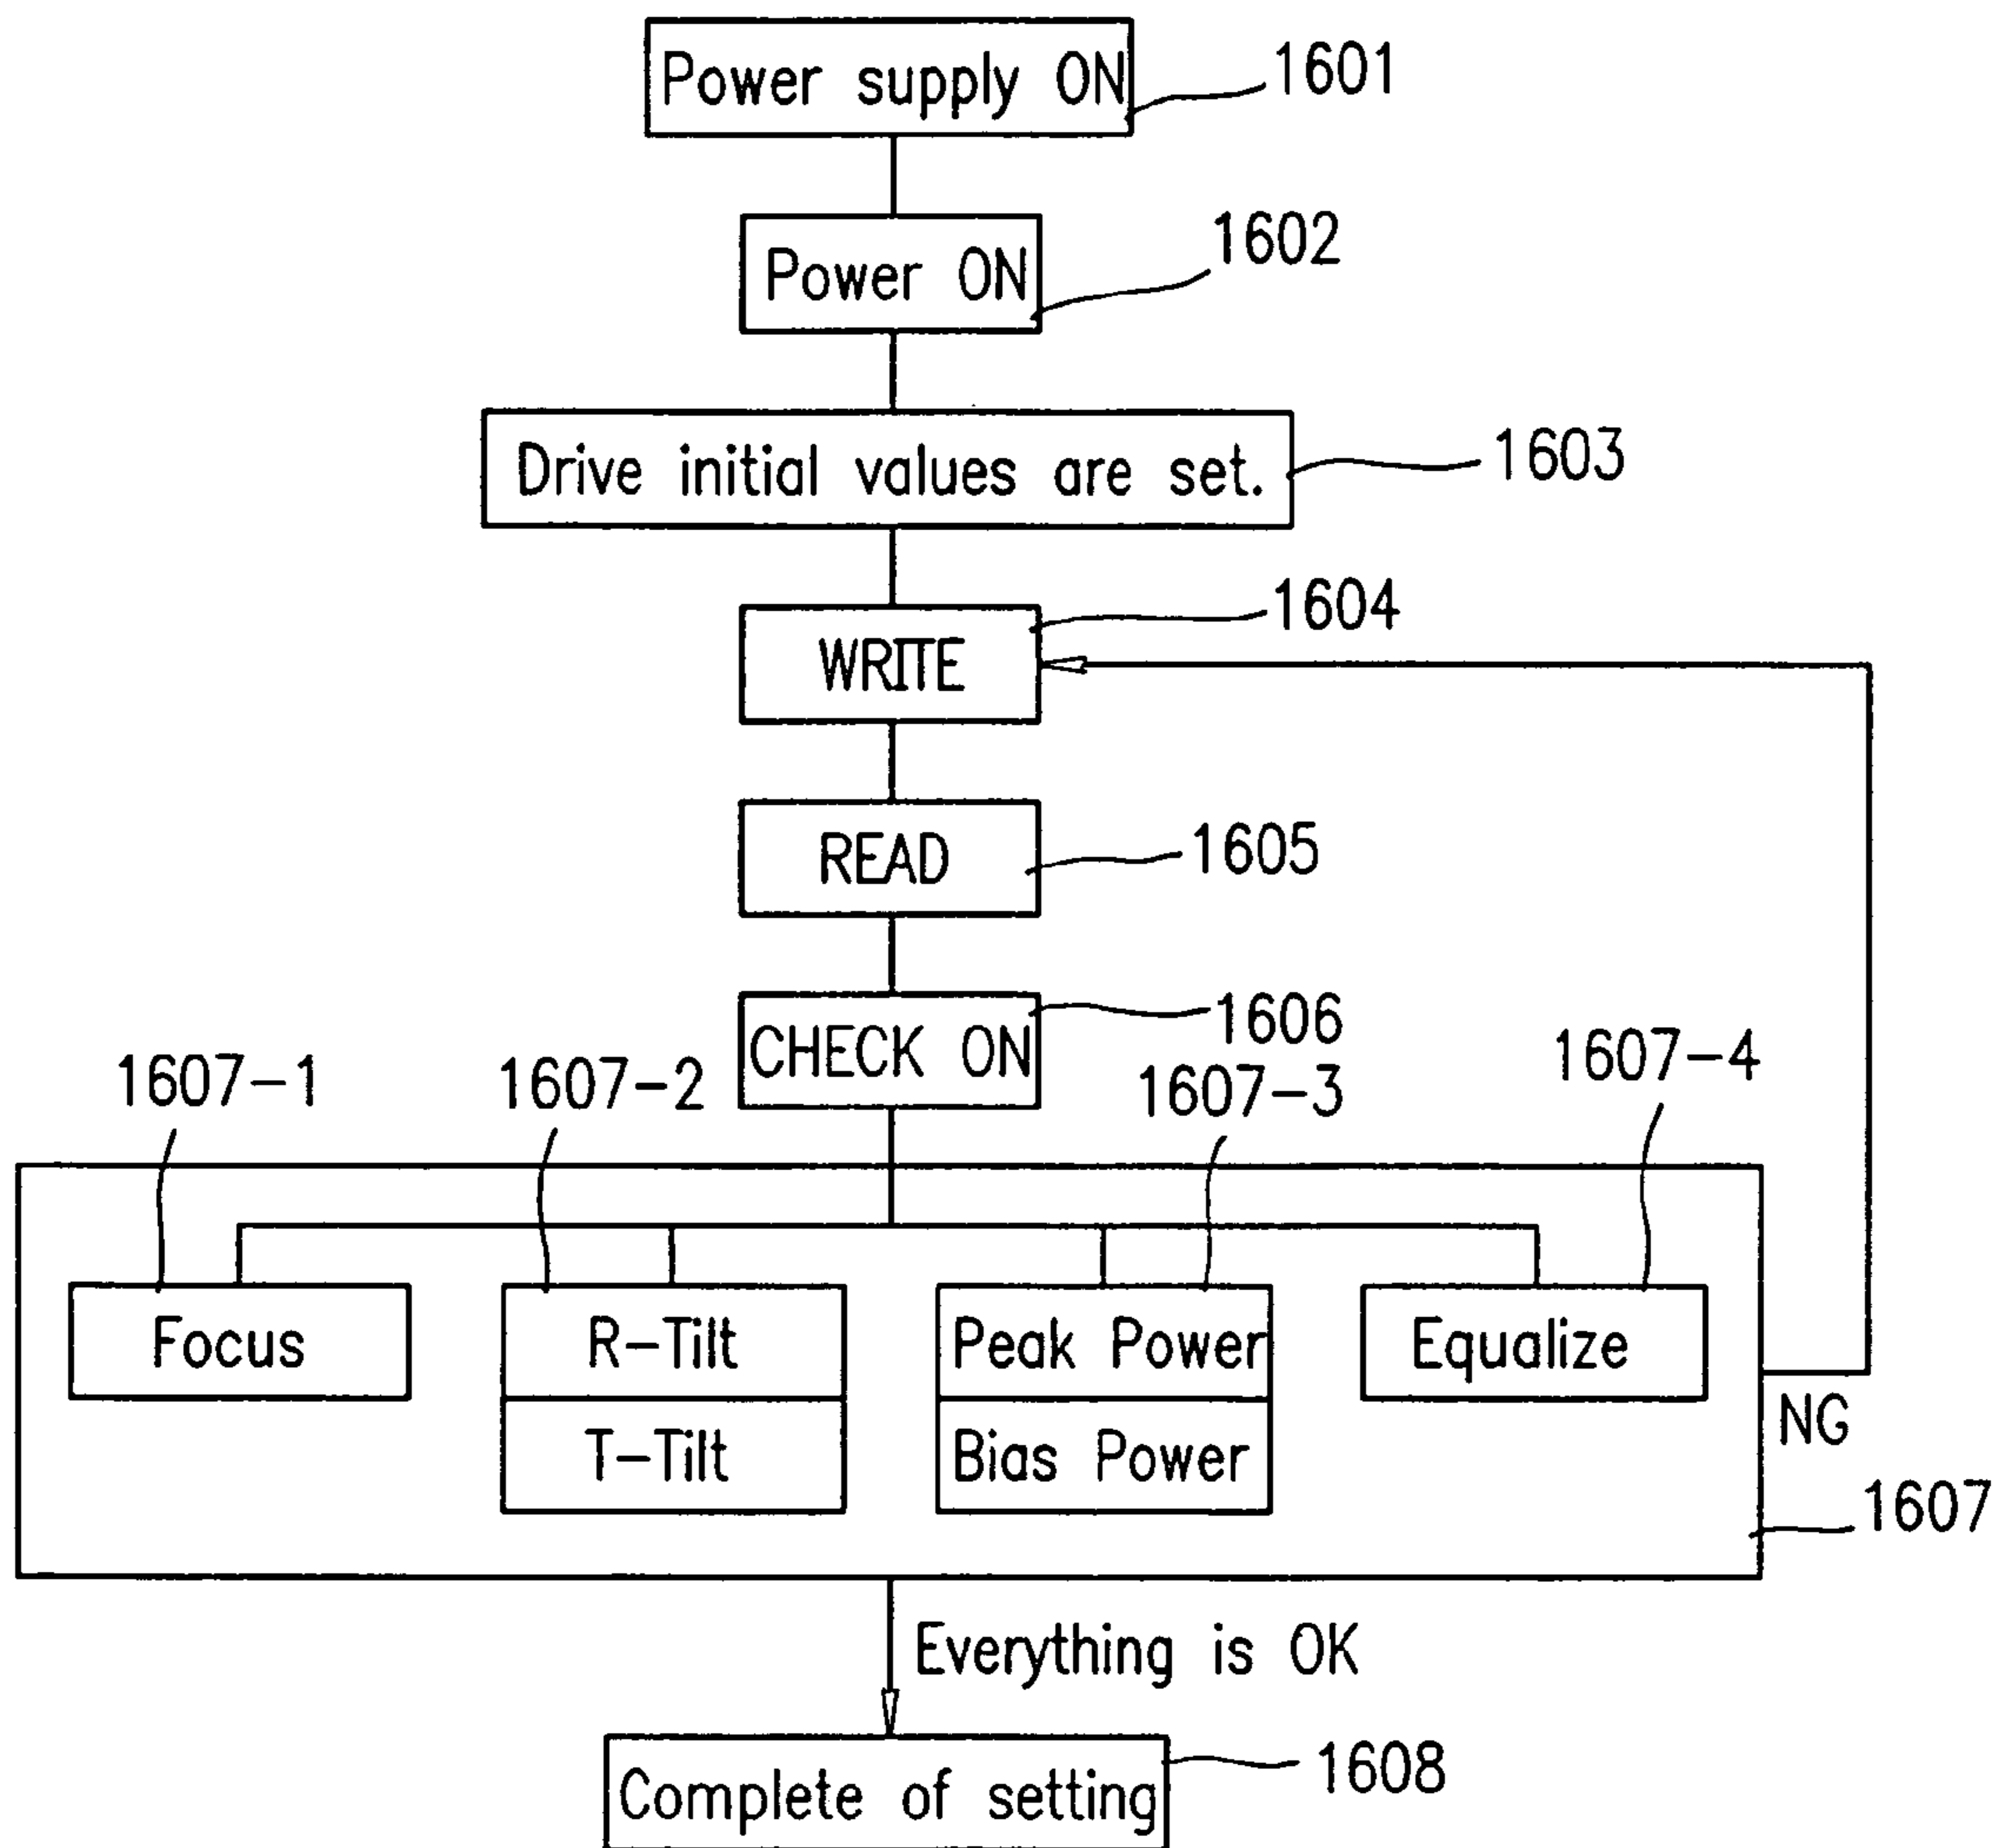 Power supply ON
1601
Power ON
1602
Drive initial values are set.
1603
WRITE
1604
READ
1605
CHECK ON
1606
1607-1
1607-2
1607-3
1607-4
Focus
R-Tilt
T-Tilt
Peak Power
Bias Power
Equalize
NG
1607
Everything is OK
Complete of setting
1608